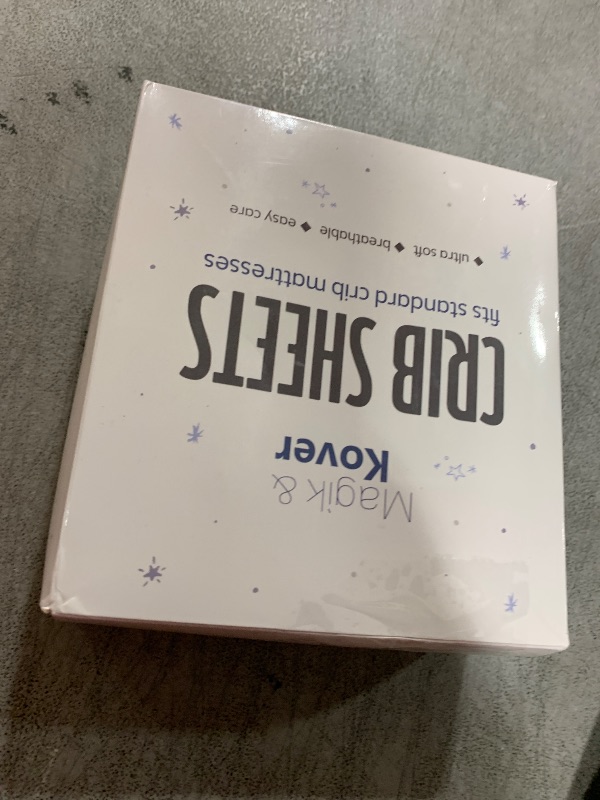 Magik &
Kover
CRIB SHEETS
fits standard crib mattresses
◆ ultra soft ◆ breathable ◆ easy care